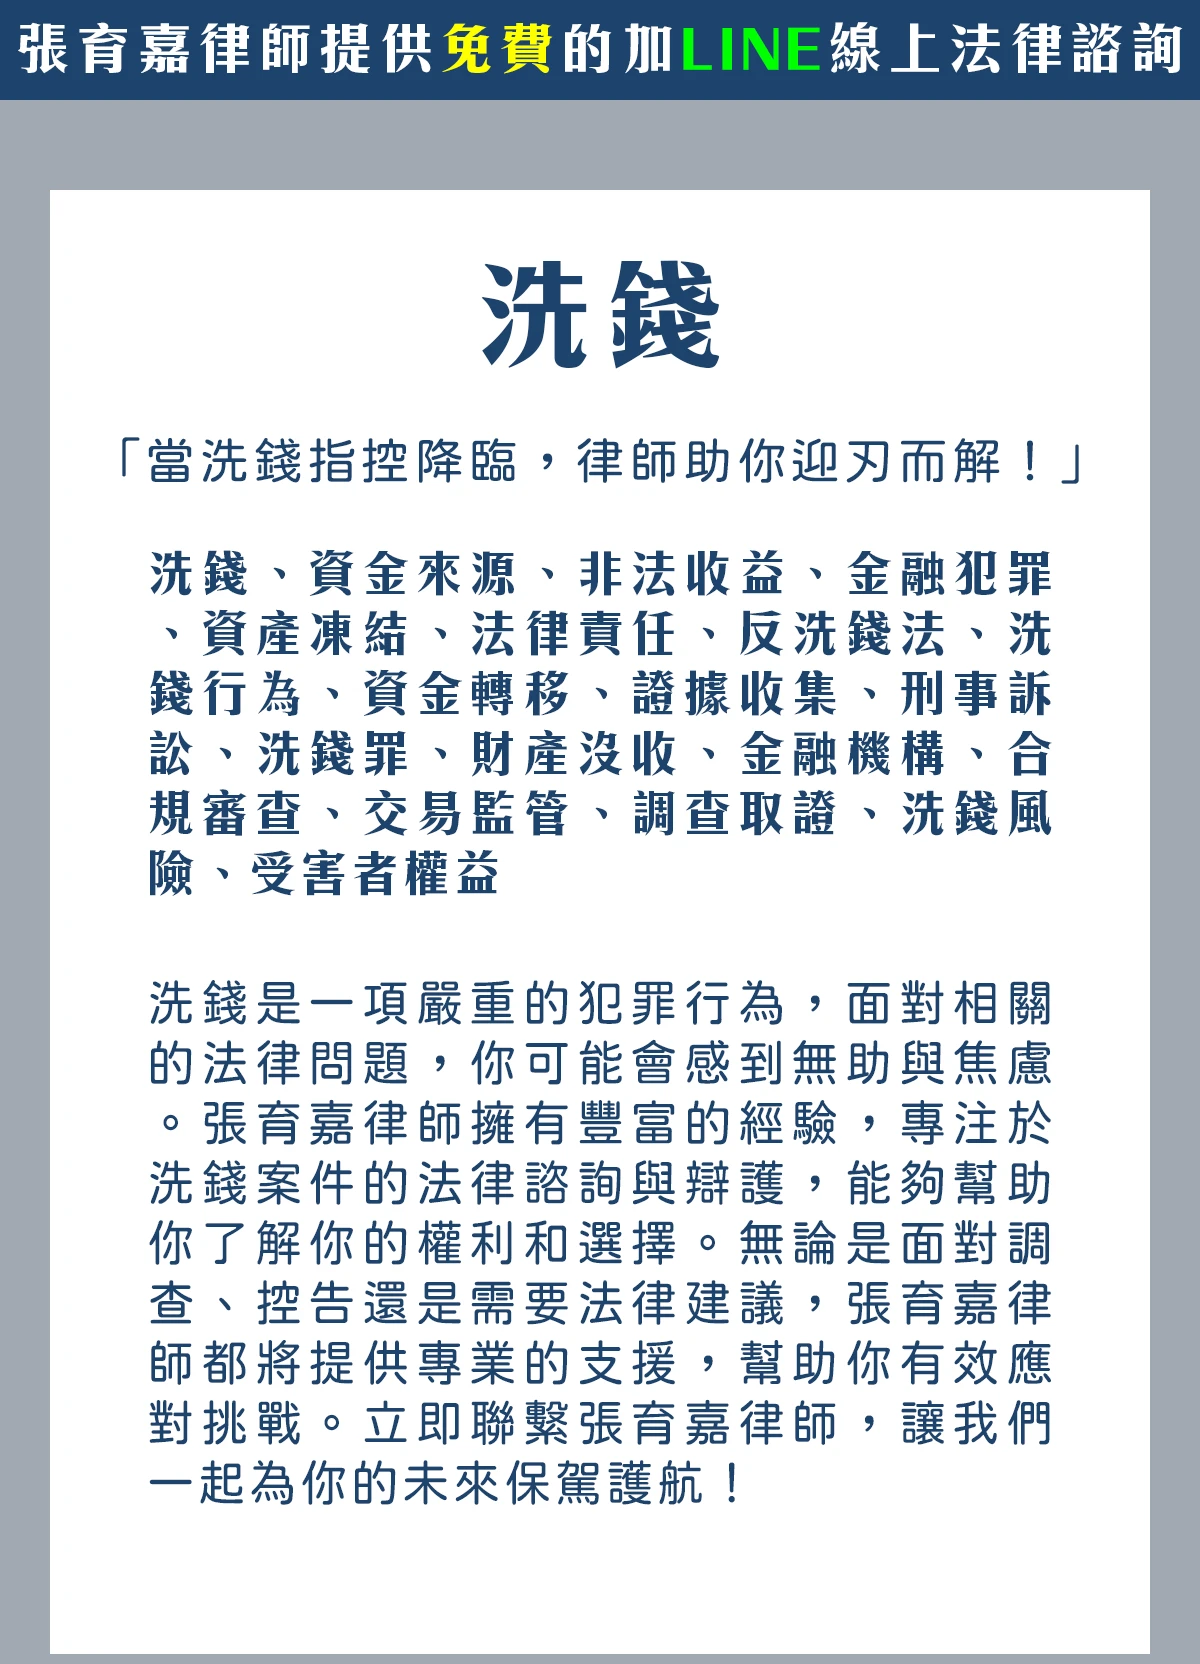 張育嘉律師提供免費的加LINE線上法律諮詢
洗錢
「當洗錢指控降臨，律師助你迎刃而解！」
洗錢、資金來源、非法收益、金融犯罪
、資產凍結、法律責任、反洗錢法、洗
錢行為、資金轉移、證據收集、刑事訴
訟、洗錢罪、財產沒收、金融機構、合
規審查、交易監管、調查取證、洗錢風
險、受害者權益
洗錢是一項嚴重的犯罪行為，面對相關
的法律問題，你可能會感到無助與焦慮
。張育嘉律師擁有豐富的經驗，專注於
洗錢案件的法律諮詢與辯護，能夠幫助
你了解你的權利和選擇。無論是面對調
查、控告還是需要法律建議，張育嘉律
師都將提供專業的支援，幫助你有效應
對挑戰。立即聯繫張育嘉律師，讓我們
一起為你的未來保駕護航！